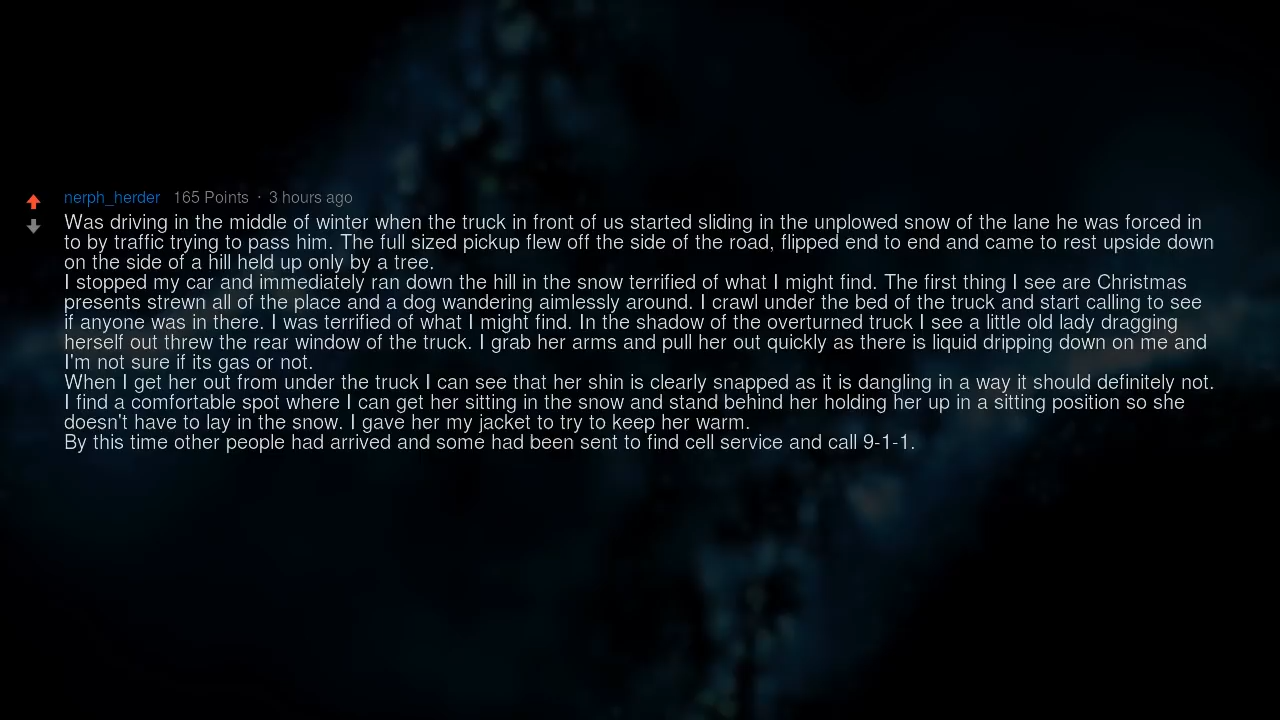 nerph_herder 165 Points · 3 hours ago
Was driving in the middle of winter when the truck in front of us started sliding in the unplowed snow of the lane he was forced in
to by traffic trying to pass him. The full sized pickup flew off the side of the road, flipped end to end and came to rest upside down
on the side of a hill held up only by a tree.
I stopped my car and immediately ran down the hill in the snow terrified of what I might find. The first thing I see are Christmas
presents strewn all of the place and a dog wandering aimlessly around. I crawl under the bed of the truck and start calling to see
if anyone was in there. I was terrified of what I might find. In the shadow of the overturned truck I see a little old lady dragging
herself out threw the rear window of the truck. I grab her arms and pull her out quickly as there is liquid dripping down on me and
I'm not sure if its gas or not.
When I get her out from under the truck I can see that her shin is clearly snapped as it is dangling in a way it should definitely not.
I find a comfortable spot where I can get her sitting in the snow and stand behind her holding her up in a sitting position so she
doesn't have to lay in the snow. I gave her my jacket to try to keep her warm.
By this time other people had arrived and some had been sent to find cell service and call 9-1-1.